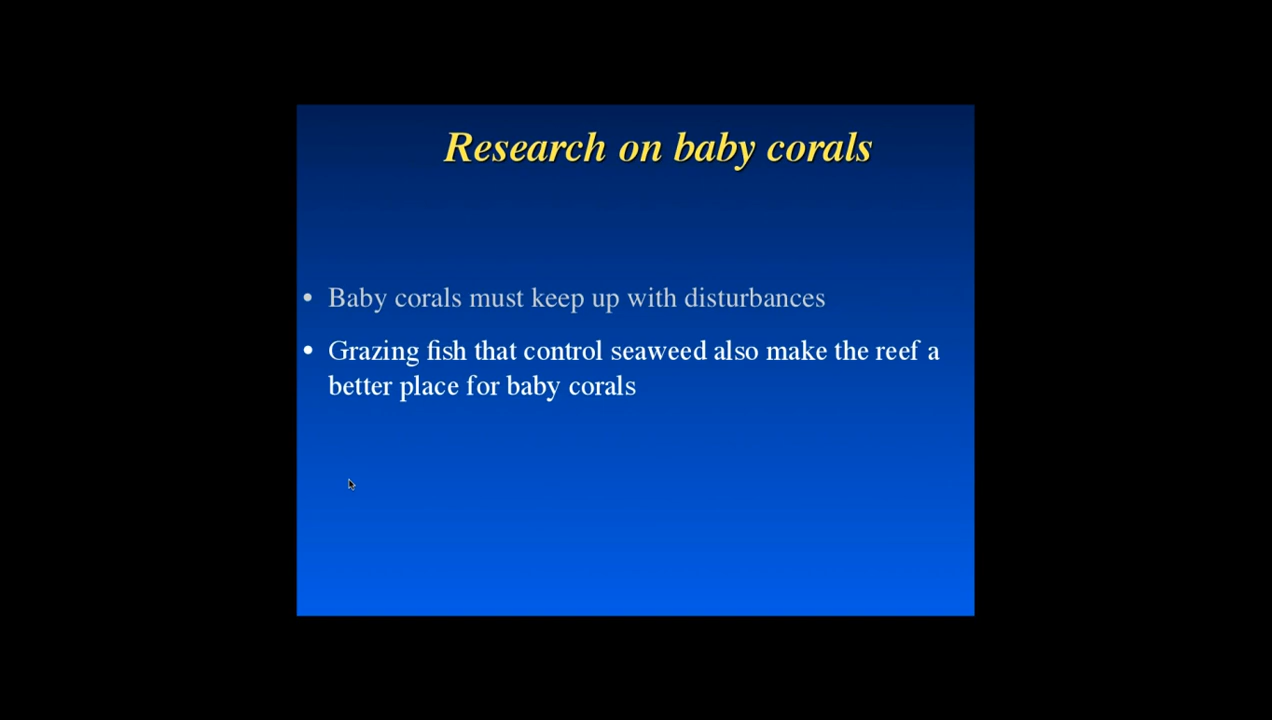 Research on baby corals
• Baby corals must keep up with disturbances
• Grazing fish that control seaweed also make the reef a
better place for baby corals